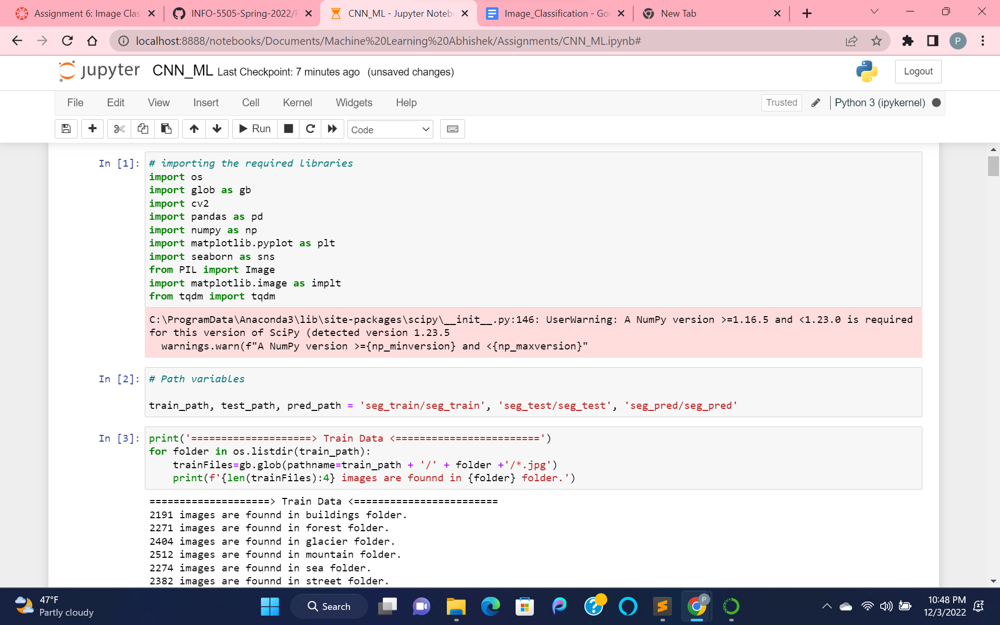 Assignment 6: Image Clas
INFO-5505-Spring-2022/F
CNN_ML - Jupyter Noteb
Image_Classification - Go
New Tab
localhost:8888/notebooks/Documents/Machine%20Learning%20Abhishek/Assignments/CNN_ML.ipynb#
P
jupyter CNN_ML Last Checkpoint: 7 minutes ago (unsaved changes)
Logout
File Edit View Insert Cell Kernel Widgets Help
Trusted
Python 3 (ipykernel)
Run
Code
In [1]:
# importing the required libraries
import os
import glob as gb
import cv2
import pandas as pd
import numpy as np
import matplotlib.pyplot as plt
import seaborn as sns
from PIL import Image
import matplotlib.image as implt
from tqdm import tqdm
C:\ProgramData\Anaconda3\lib\site-packages\scipy\__init__.py:146: UserWarning: A NumPy version >=1.16.5 and <1.23.0 is required
for this version of SciPy (detected version 1.23.5
  warnings.warn(f"A NumPy version >={np_minversion} and <{np_maxversion}"
In [2]:
# Path variables
train_path, test_path, pred_path = 'seg_train/seg_train', 'seg_test/seg_test', 'seg_pred/seg_pred'
In [3]:
print('====================> Train Data <========================')
for folder in os.listdir(train_path):
    trainFiles=gb.glob(pathname=train_path + '/' + folder +'/*.jpg')
    print(f'{len(trainFiles):4} images are founnd in {folder} folder.')
====================> Train Data <========================
2191 images are founnd in buildings folder.
2271 images are founnd in forest folder.
2404 images are founnd in glacier folder.
2512 images are founnd in mountain folder.
2274 images are founnd in sea folder.
2382 images are founnd in street folder.
47°F
Partly cloudy
Search
P
10:48 PM
12/3/2022